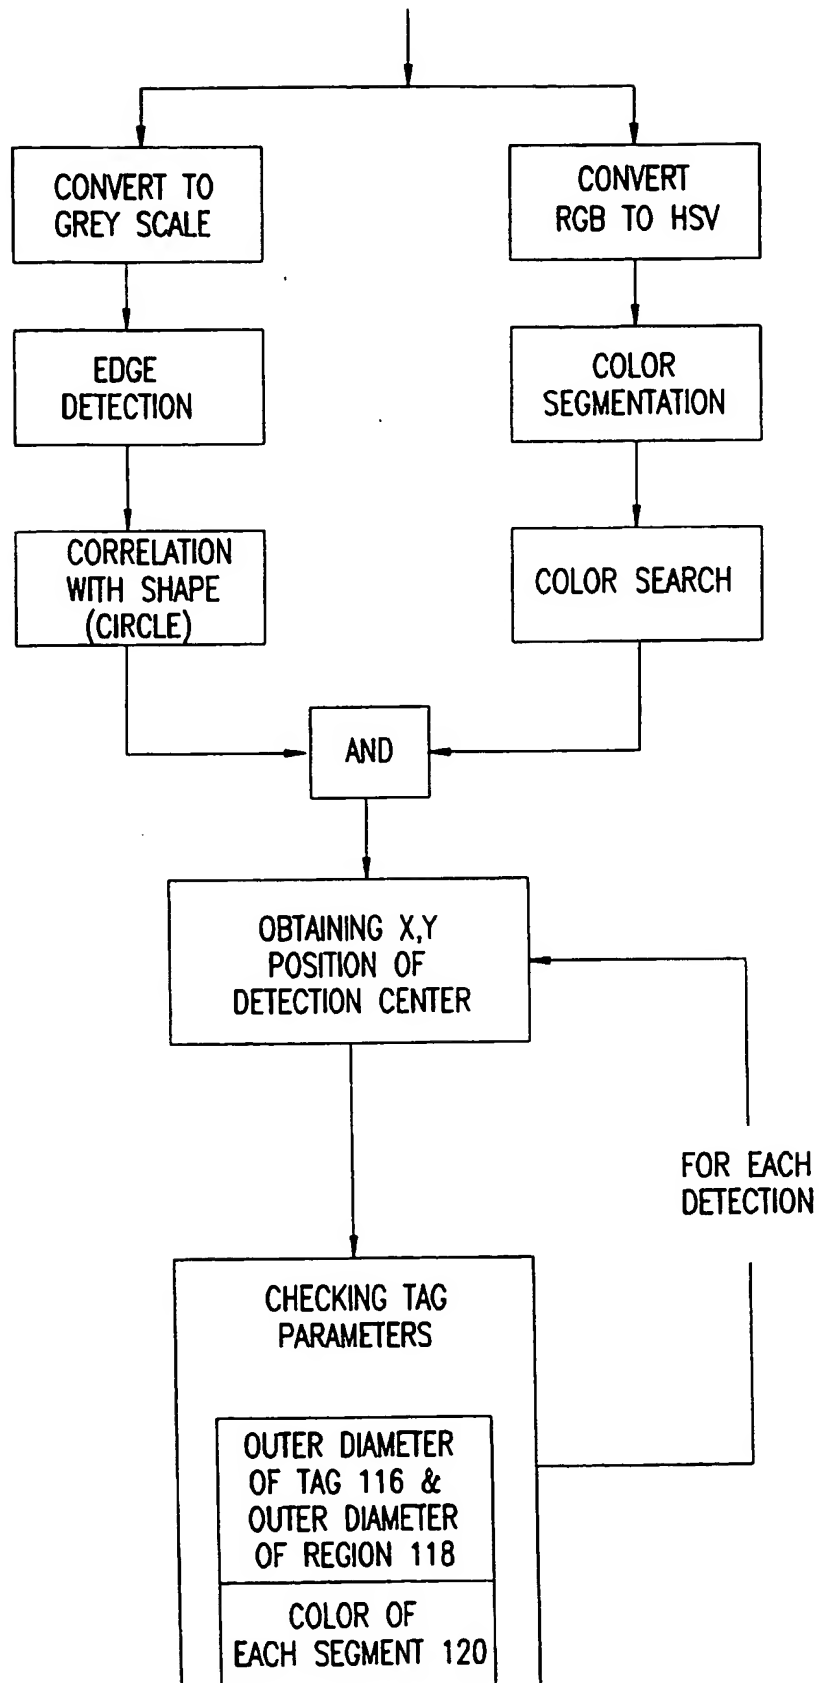 CONVERT TO
GREY SCALE
CONVERT
RGB TO HSV
EDGE
DETECTION
COLOR
SEGMENTATION
CORRELATION
WITH SHAPE
(CIRCLE)
COLOR SEARCH
AND
OBTAINING X,Y
POSITION OF
DETECTION CENTER
FOR EACH
DETECTION
CHECKING TAG
PARAMETERS
OUTER DIAMETER
OF TAG 116 &
OUTER DIAMETER
OF REGION 118
COLOR OF
EACH SEGMENT 120